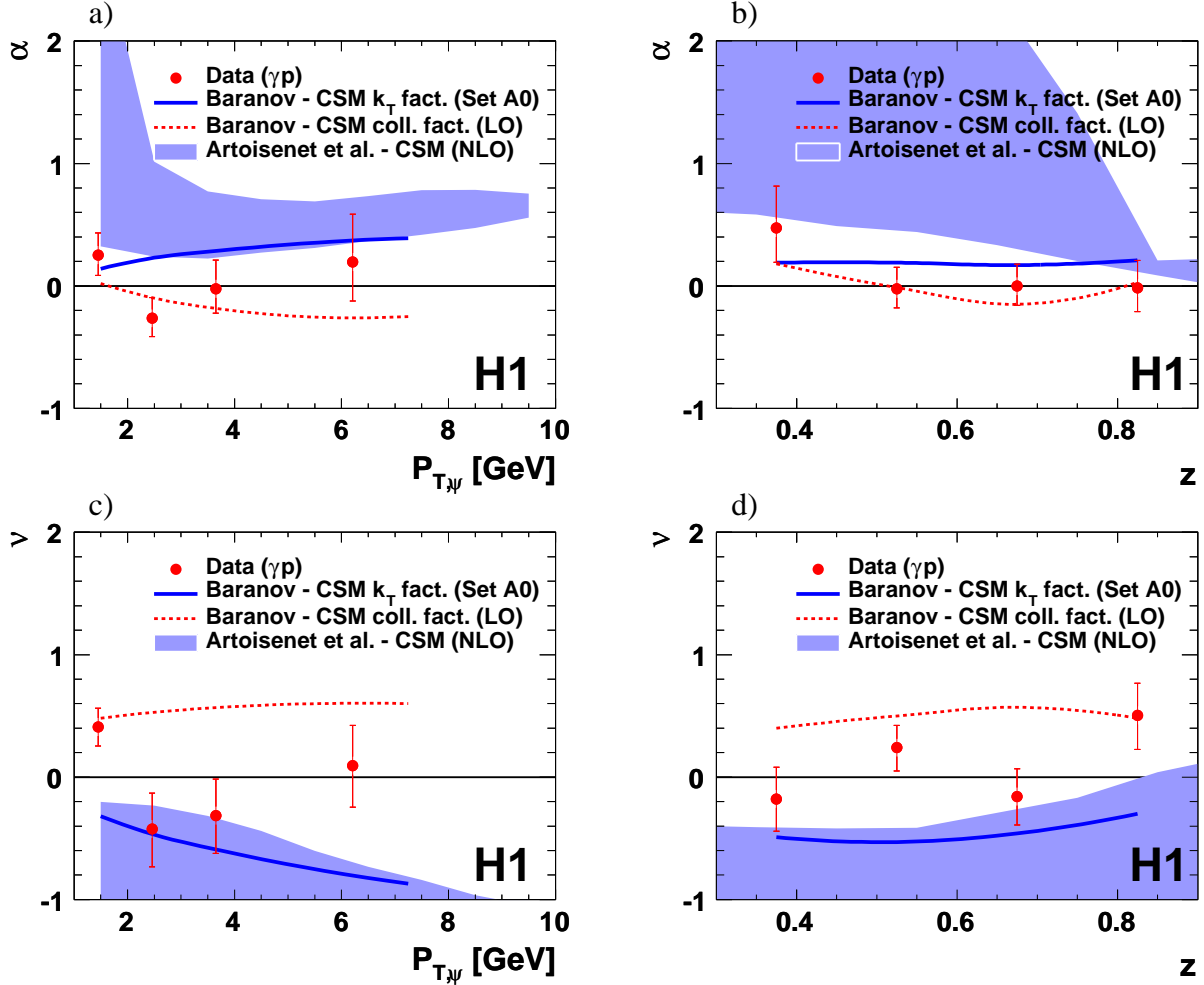 a)
α
2
1
0
-1
Data (γp)
Baranov - CSM k_T fact. (Set A0)
Baranov - CSM coll. fact. (LO)
Artoisenet et al. - CSM (NLO)
H1
2 4 6 8 10
P_T,ψ [GeV]
b)
α
2
1
0
-1
Data (γp)
Baranov - CSM k_T fact. (Set A0)
Baranov - CSM coll. fact. (LO)
Artoisenet et al. - CSM (NLO)
H1
0.4 0.6 0.8
z
c)
ν
2
1
0
-1
Data (γp)
Baranov - CSM k_T fact. (Set A0)
Baranov - CSM coll. fact. (LO)
Artoisenet et al. - CSM (NLO)
H1
2 4 6 8 10
P_T,ψ [GeV]
d)
ν
2
1
0
-1
Data (γp)
Baranov - CSM k_T fact. (Set A0)
Baranov - CSM coll. fact. (LO)
Artoisenet et al. - CSM (NLO)
H1
0.4 0.6 0.8
z